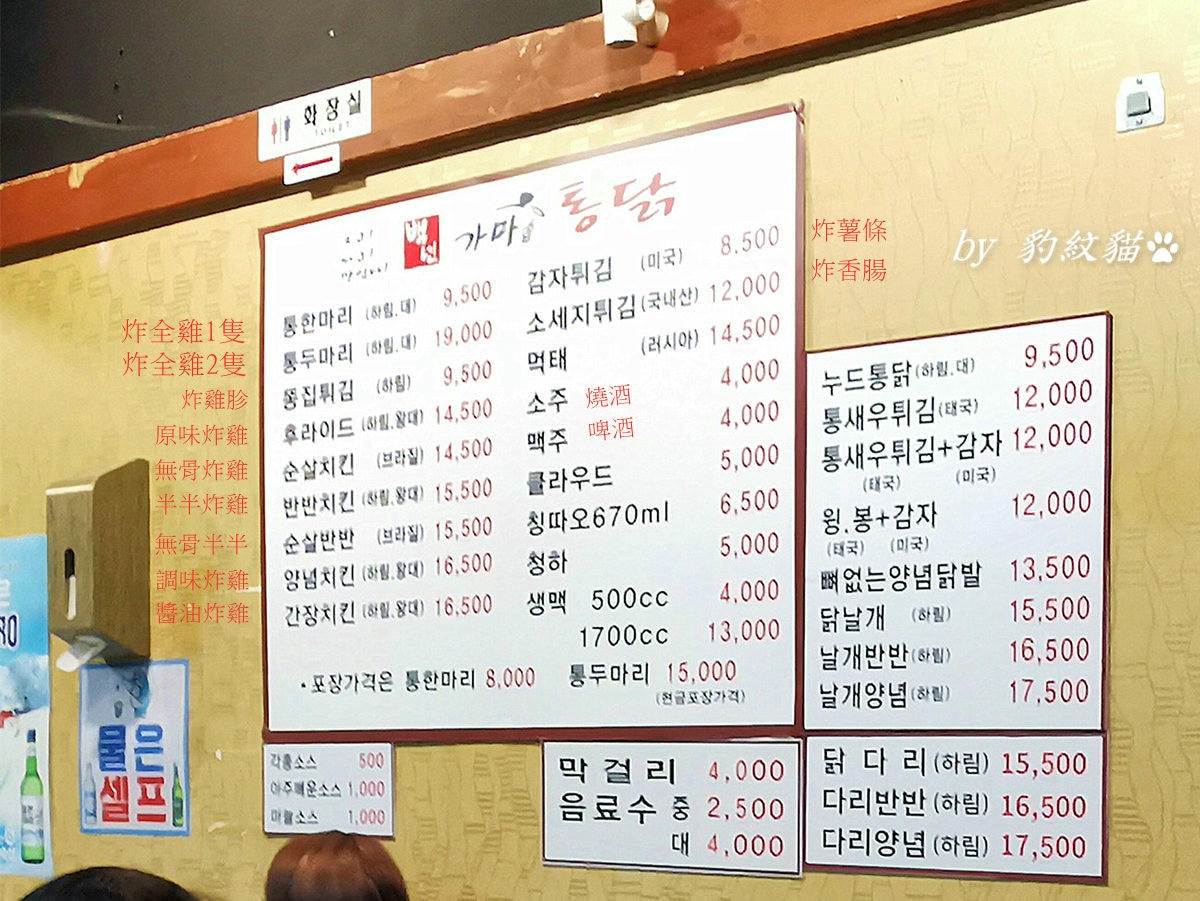 화장실
TOILET
가마 통닭
by 豹紋貓
통한마리 (하림.대) 9,500
통두마리 (하림.대) 19,000
똥집튀김 (하림) 9,500
후라이드 (하림.왕대) 14,500
순살치킨 (브라질) 14,500
반반치킨 (하림.왕대) 15,500
순살반반 (브라질) 15,500
양념치킨 (하림.왕대) 16,500
간장치킨 (하림.왕대) 16,500
炸全雞1隻
炸全雞2隻
炸雞胗
原味炸雞
無骨炸雞
半半炸雞
無骨半半
調味炸雞
醬油炸雞
감자튀김 (미국) 8.500
소세지튀김 (국내산) 12,000
먹태 (러시아) 14,500
소주 4,000
맥주 4,000
클라우드 5,000
칭따오670ml 6,500
청하 5,000
생맥 500cc 4,000
1700cc 13,000
炸薯條
炸香腸
燒酒
啤酒
·포장가격은 통한마리 8,000 통두마리 15,000
(현금포장가격)
누드통닭(하림.대) 9,500
통새우튀김(태국) 12,000
통새우튀김+감자 12,000
(태국) (미국)
윙.봉+감자 12,000
(태국) (미국)
뼈없는양념닭발 13,500
닭날개 (하림) 15,500
날개반반(하림) 16,500
날개양념(하림) 17,500
각종소스 500
아주매운소스 1,000
마늘소스 1,000
막걸리 4,000
음료수 중 2,500
대 4,000
닭다리 (하림) 15,500
다리반반 (하림) 16,500
다리양념 (하림) 17,500
물은
셀프